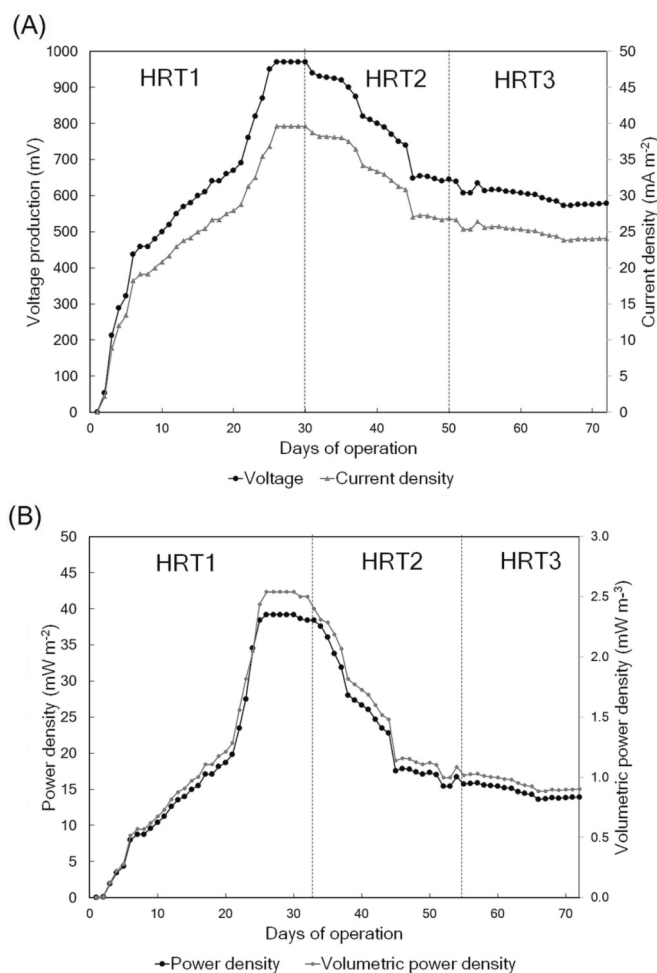 (A)
1000
900
800
700
600
500
400
300
200
100
0
Voltage production (mV)
HRT1
HRT2
HRT3
50
45
40
35
30
25
20
15
10
5
0
Current density (mA m⁻²)
0 10 20 30 40 50 60 70
Days of operation
Voltage Current density
(B)
50
45
40
35
30
25
20
15
10
5
0
Power density (mW m⁻²)
HRT1
HRT2
HRT3
3.0
2.5
2.0
1.5
1.0
0.5
0.0
Volumetric power density (mW m-³)
0 10 20 30 40 50 60 70
Days of operation
Power density Volumetric power density